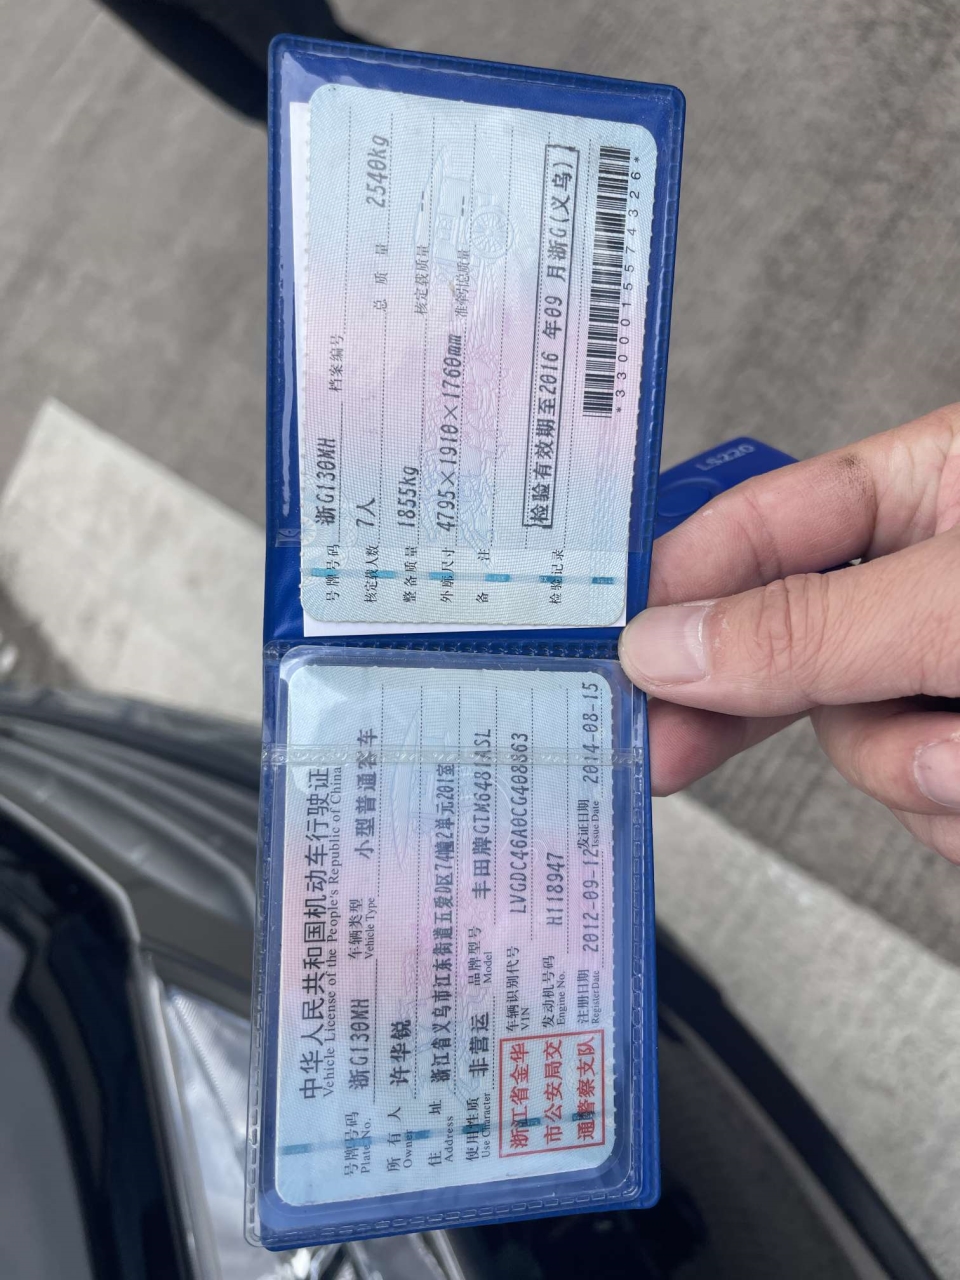 中华人民共和国机动车行驶证
Vehicle License of the People's Republic of China
号牌号码 浙G130MH 车辆类型 小型普通客车
Plate No. Vehicle Type
所有人 许华锐
Owner
住址 浙江省义乌市江东街道五爱D区74幢2单元201室
Address
使用性质 非营运 品牌型号 丰田牌GTM6481ASL
Use Character Model
浙江省金华
市公安局交
通警察支队
车辆识别代号 LVGDC46A0CG408863
VIN
发动机号码 H118947
Engine No.
注册日期 2012-09-12 发证日期 2014-08-15
Register Date Issue Date
号牌号码 浙G130MH 档案编号
核定载人数 7人 总质量 2540kg
整备质量 1855kg 核定载质量 --
外廓尺寸 4795×1910×1760mm 准牵引总质量 --
备注
检验记录 检验有效期至2016年09月浙G(义乌)
*3300015574326*
LS220